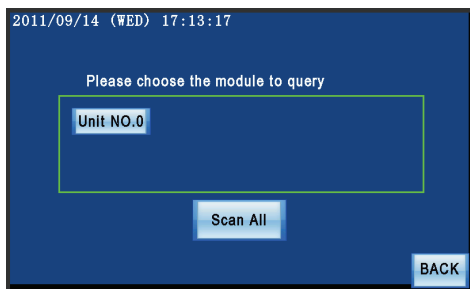 2011/09/14 (WED) 17:13:17
Please choose the module to query
Unit NO.0
Scan All
BACK